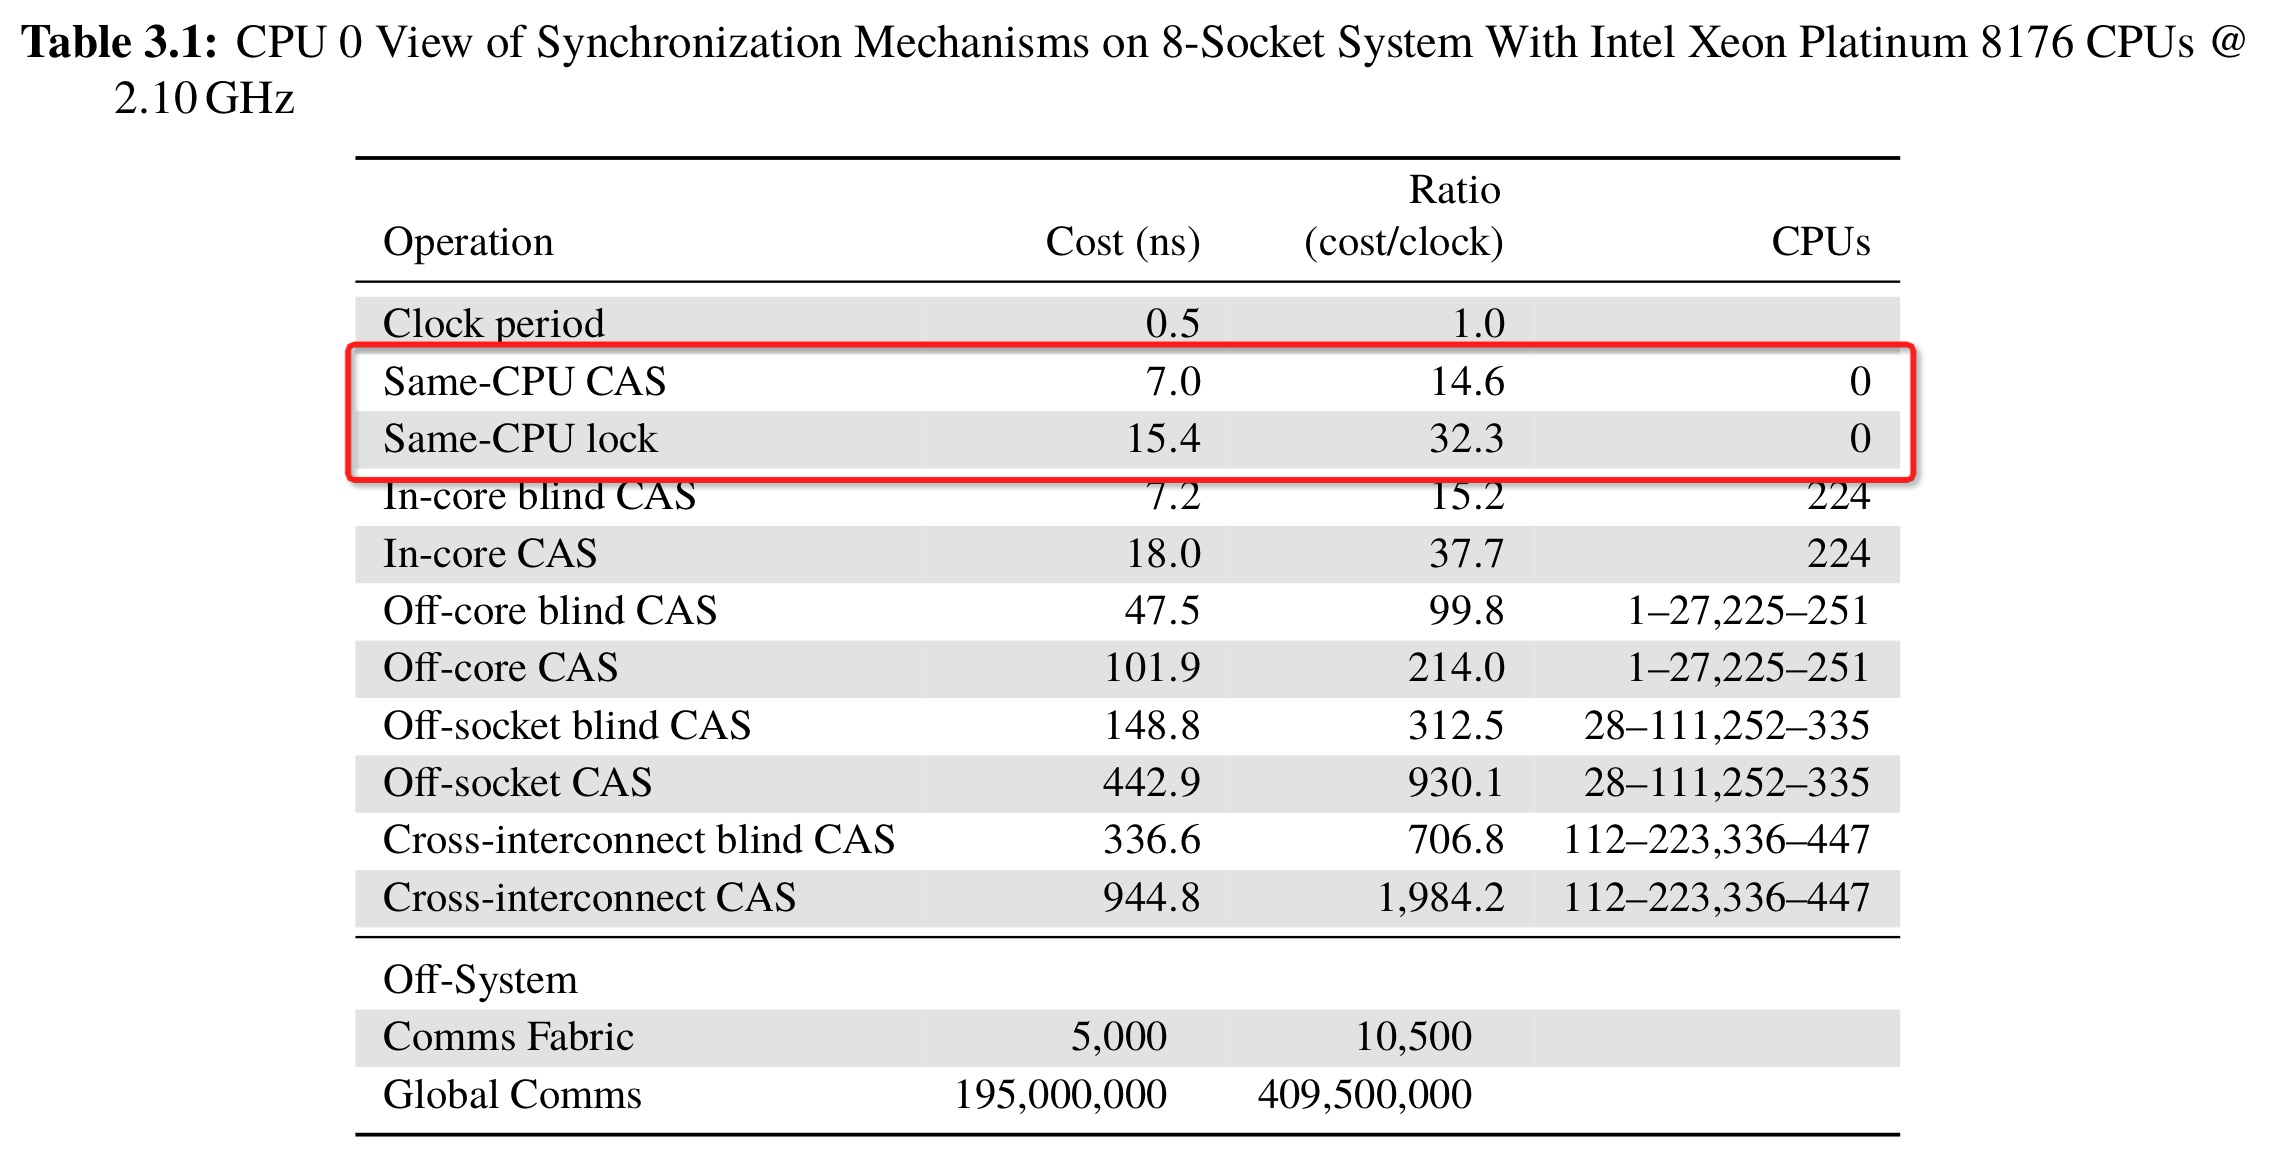 Table 3.1: CPU 0 View of Synchronization Mechanisms on 8-Socket System With Intel Xeon Platinum 8176 CPUs @
2.10 GHz
Ratio
Operation Cost (ns) (cost/clock) CPUs
Clock period 0.5 1.0
Same-CPU CAS 7.0 14.6 0
Same-CPU lock 15.4 32.3 0
In-core blind CAS 7.2 15.2 224
In-core CAS 18.0 37.7 224
Off-core blind CAS 47.5 99.8 1–27,225–251
Off-core CAS 101.9 214.0 1–27,225–251
Off-socket blind CAS 148.8 312.5 28–111,252–335
Off-socket CAS 442.9 930.1 28–111,252–335
Cross-interconnect blind CAS 336.6 706.8 112–223,336–447
Cross-interconnect CAS 944.8 1,984.2 112–223,336–447
Off-System
Comms Fabric 5,000 10,500
Global Comms 195,000,000 409,500,000